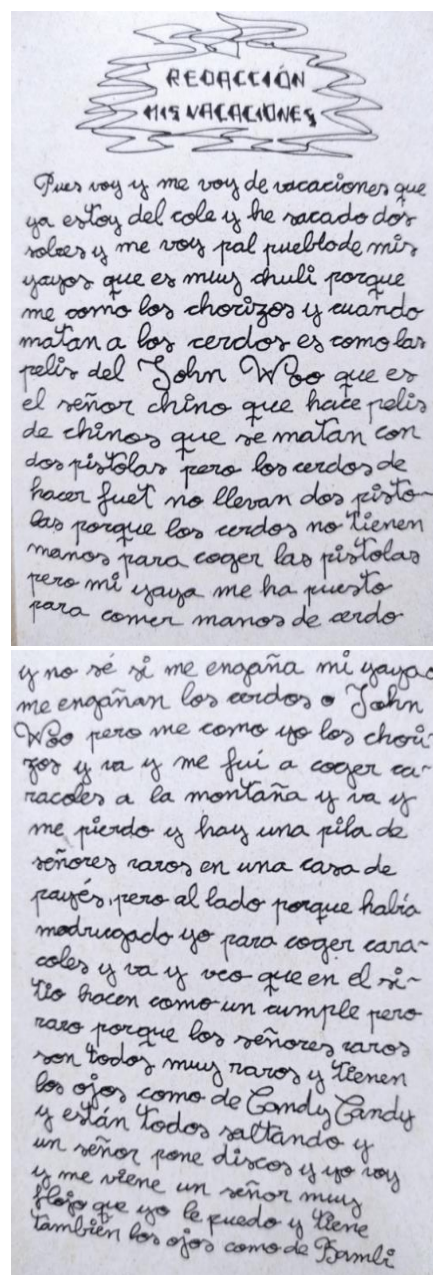 REDACCIÓN
MIS VACACIONES
Pues voy y me voy de vacaciones que
ya estoy del cole y he sacado dos
soles y me voy pal pueblo de mis
yayos que es muy chuli porque
me como los chorizos y cuando
matan a los cerdos es como las
pelis del John Woo que es
el señor chino que hace pelis
de chinos que se matan con
dos pistolas pero los cerdos de
hacer fuet no llevan dos pisto-
las porque los cerdos no tienen
manos para coger las pistolas
pero mi yaya me ha puesto
para comer manos de cerdo
y no sé si me engaña mi yaya o
me engañan los cerdos o John
Woo pero me como yo los chori-
zos y va y me fui a coger ca-
racoles a la montaña y va y
me pierdo y hay una pila de
señores raros en una casa de
payés, pero al lado porque había
madrugado yo para coger cara-
coles y va y veo que en el si-
tio hacen como un cumple pero
raro porque los señores raros
son todos muy raros y tienen
los ojos como de Candy Candy
y están todos saltando y
un señor pone discos y yo voy
y me viene un señor muy
flojo que yo le puedo y tiene
también los ojos como de Bambi